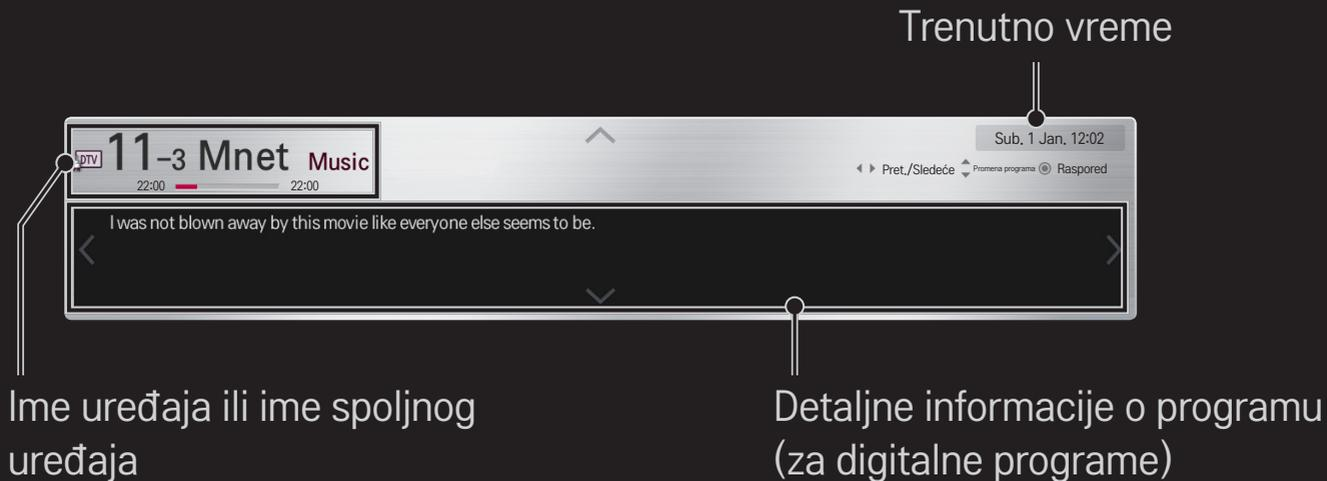 Trenutno vreme
DTV 11-3 Mnet Music
22:00 22:00
Sub. 1 Jan. 12:02
Pret./Sledeće Promena programa Raspored
I was not blown away by this movie like everyone else seems to be.
Ime uređaja ili ime spoljnog
uređaja
Detaljne informacije o programu
(za digitalne programe)